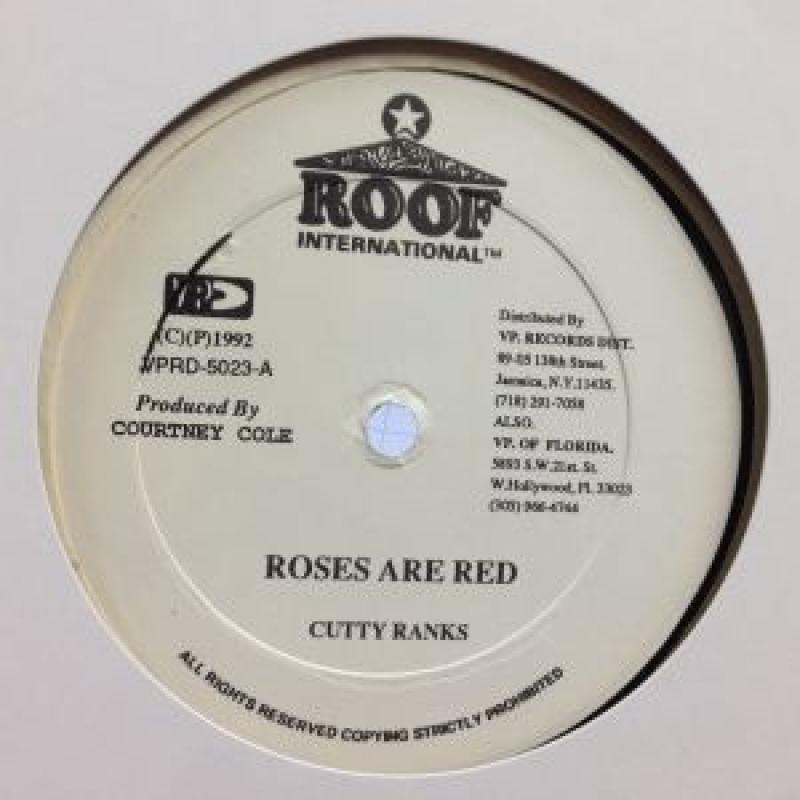 ROOF
INTERNATIONAL™
(C)(P)1992
VPRD-5023-A
Produced By
COURTNEY COLE
Distributed By
VP. RECORDS DIST.
89-05 138th Street
Jamaica, N.Y.11435.
(718) 291-7058
ALSO.
VP. OF FLORIDA.
5893 S.W.21st. St.
W.Hollywood, FL 33023
(305) 966-4744
ROSES ARE RED
CUTTY RANKS
ALL RIGHTS RESERVED COPYING STRICTLY PROHIBITED